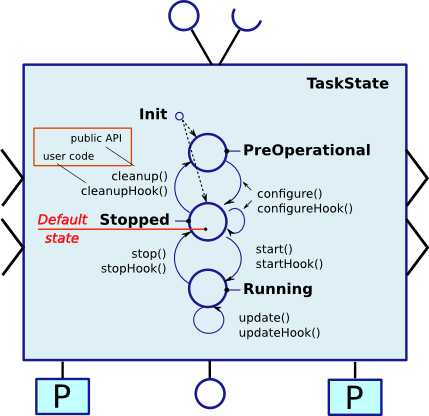 TaskState
Init
public API
user code
PreOperational
cleanup()
cleanupHook()
configure()
configureHook()
Default
state
Stopped
stop()
stopHook()
start()
startHook()
Running
update()
updateHook()
P
P